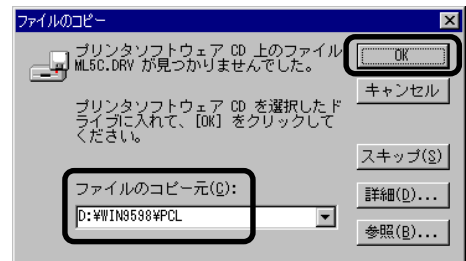 ファイルのコピー
プリンタソフトウェア CD 上のファイル
ML5C.DRV が見つかりませんでした。
プリンタソフトウェア CD を選択したド
ライブに入れて、[OK] をクリックして
ください。
ファイルのコピー元(C):
D:¥WIN9598¥PCL
OK
キャンセル
スキップ(S)
詳細(D)...
参照(B)...